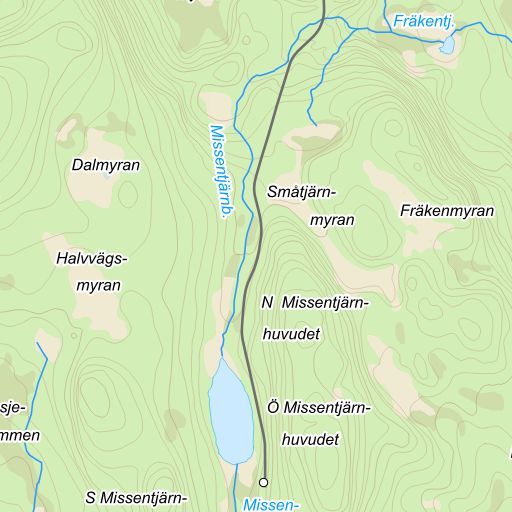 Fräkentj.
Missentjärnb.
Dalmyran
Småtjärn-
myran
Fräkenmyran
Halvvägs-
myran
N Missentjärn-
huvudet
Ö Missentjärn-
huvudet
sje-
mmen
S Missentjärn-
Missen-